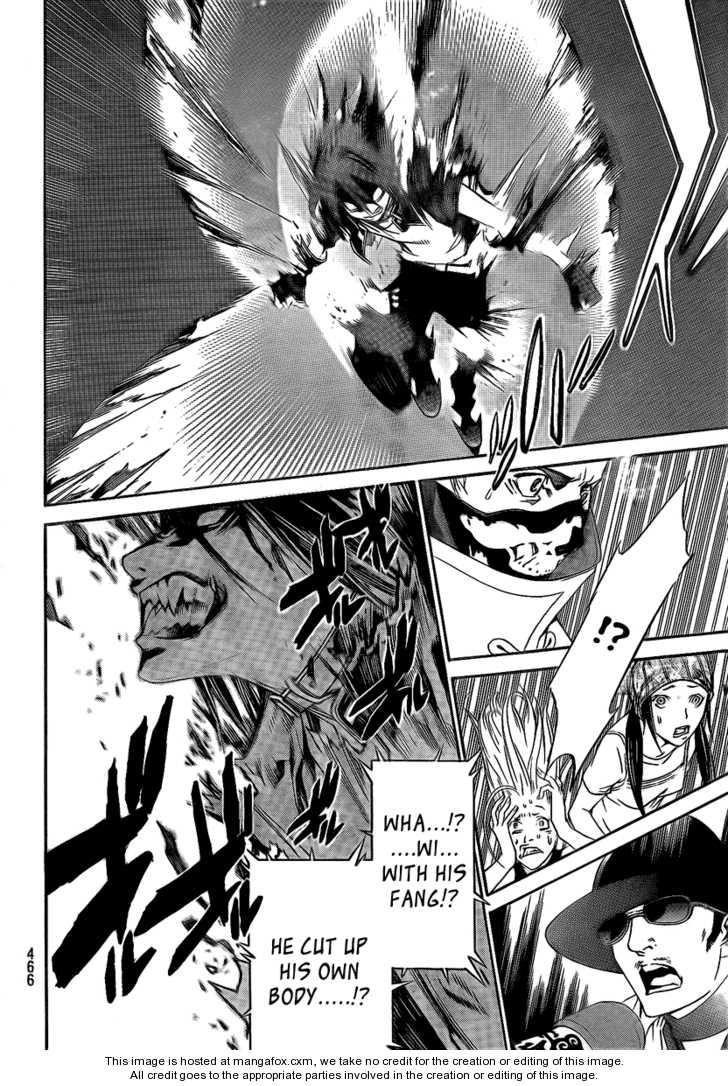 !?
WHA....!?
....WI...
WITH HIS
FANG!?
HE CUT UP
HIS OWN
BODY.....!?
466
This image is hosted at mangafox.cxm, we take no credit for the creation or editing of this image.
All credit goes to the appropriate parties involved in the creation or editing of this image.